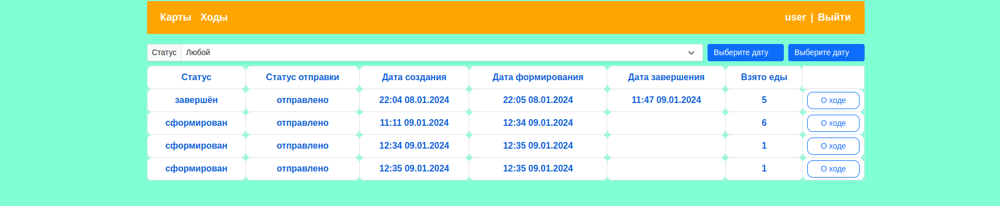 Карты Ходы user | Выйти
Статус Любой Выберите дату Выберите дату
Статус Статус отправки Дата создания Дата формирования Дата завершения Взято еды
завершён отправлено 22:04 08.01.2024 22:05 08.01.2024 11:47 09.01.2024 5 О ходе
сформирован отправлено 11:11 09.01.2024 12:34 09.01.2024 6 О ходе
сформирован отправлено 12:34 09.01.2024 12:35 09.01.2024 1 О ходе
сформирован отправлено 12:35 09.01.2024 12:35 09.01.2024 1 О ходе